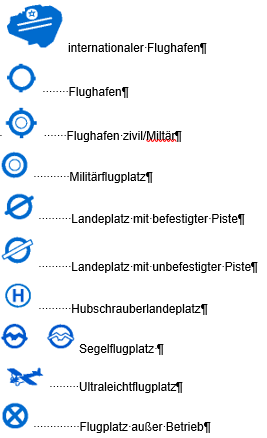 internationaler·Flughafen¶
········Flughafen¶
·······Flughafen·zivil/Miltär¶
···········Militärflugplatz¶
··········Landeplatz·mit·befestigter·Piste¶
··········Landeplatz·mit·unbefestigter·Piste¶
H ··········Hubschrauberlandeplatz¶
Segelflugplatz·¶
·········Ultraleichtflugplatz¶
··············Flugplatz·außer·Betrieb¶